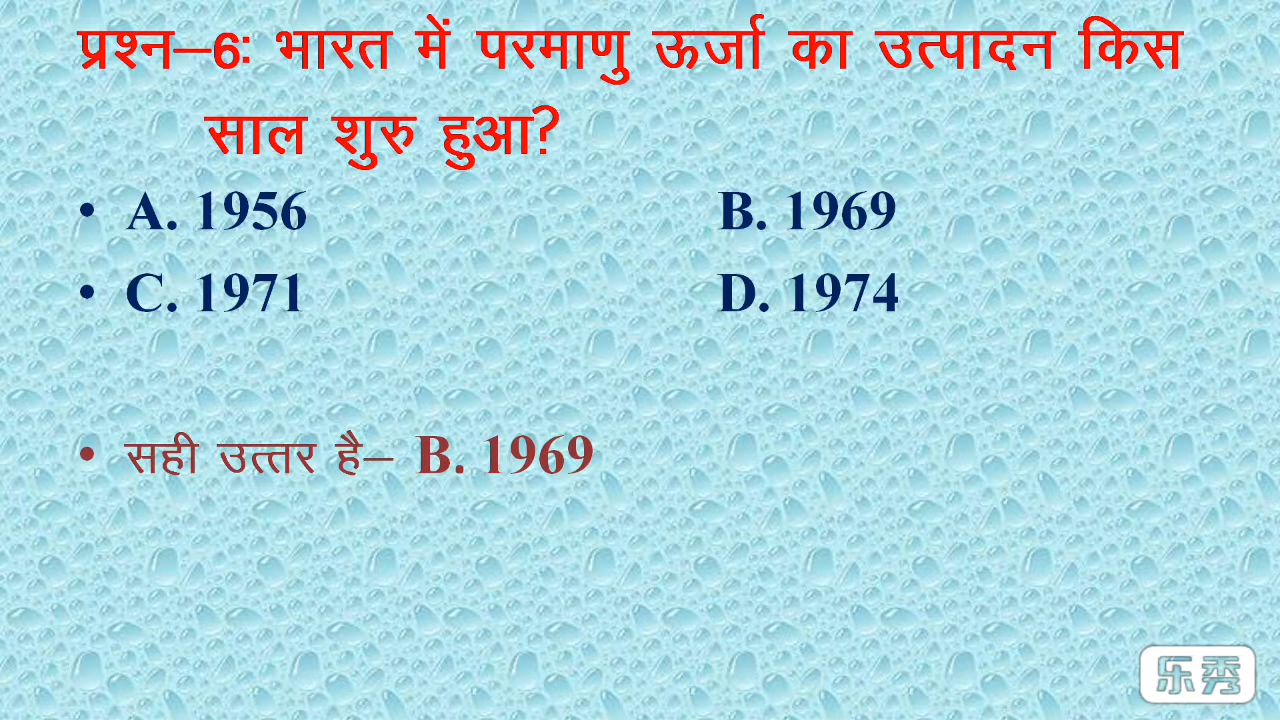 प्रश्न–6: भारत में परमाणु ऊर्जा का उत्पादन किस
साल शुरु हुआ?
• A. 1956 B. 1969
• C. 1971 D. 1974
• सही उत्तर है– B. 1969
乐秀